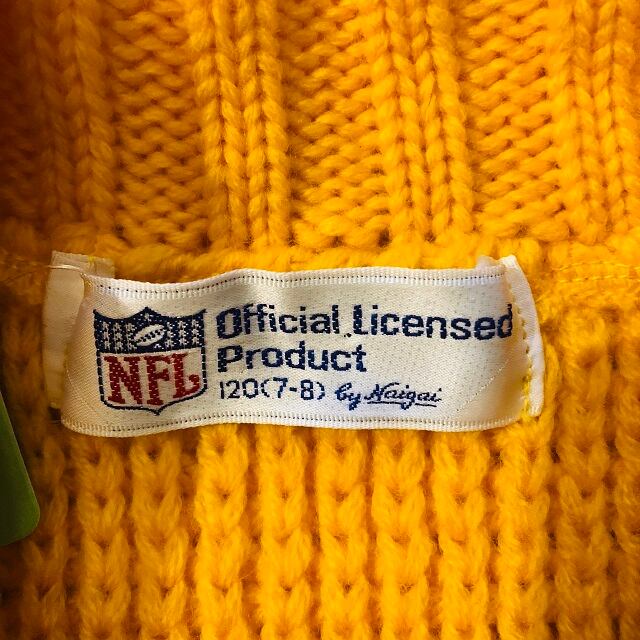 NFL
Official Licensed
Product
120(7-8) by Naigai